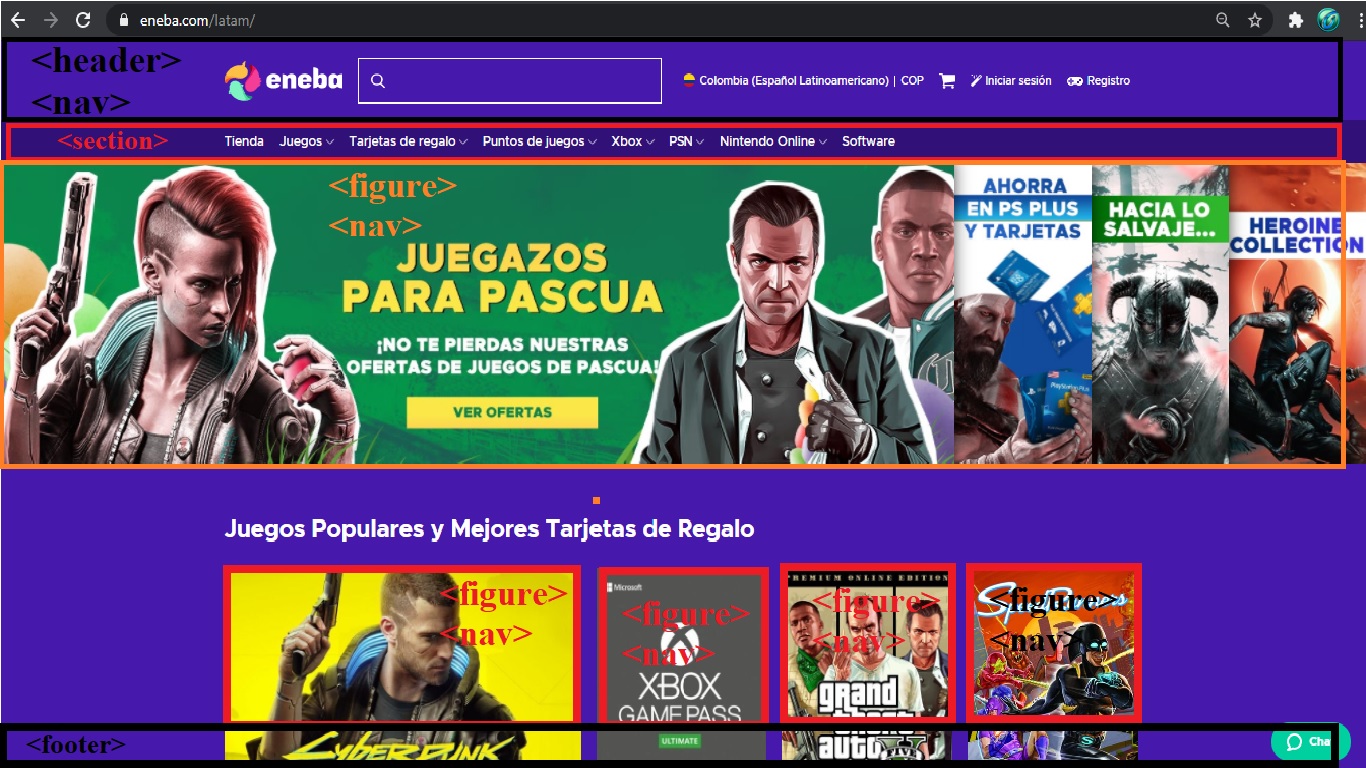 eneba.com/latam/
<header>
<nav>
eneba
Colombia (Español Latinoamericano) | COP
Iniciar sesión
Registro
<section>
Tienda Juegos Tarjetas de regalo Puntos de juegos Xbox PSN Nintendo Online Software
<figure>
<nav>
JUEGAZOS
PARA PASCUA
¡NO TE PIERDAS NUESTRAS
OFERTAS DE JUEGOS DE PASCUA!
VER OFERTAS
AHORRA
EN PS PLUS
Y TARJETAS
HACIA LO
SALVAJE...
HEROINE
COLLECTION
Juegos Populares y Mejores Tarjetas de Regalo
<figure>
<nav>
CYBERPUNK
Microsoft
<figure>
<nav>
XBOX
GAME PASS
ULTIMATE
PREMIUM ONLINE EDITION
<figure>
<nav>
grand
theft
auto V
<figure>
<nav>
<footer>
Cha